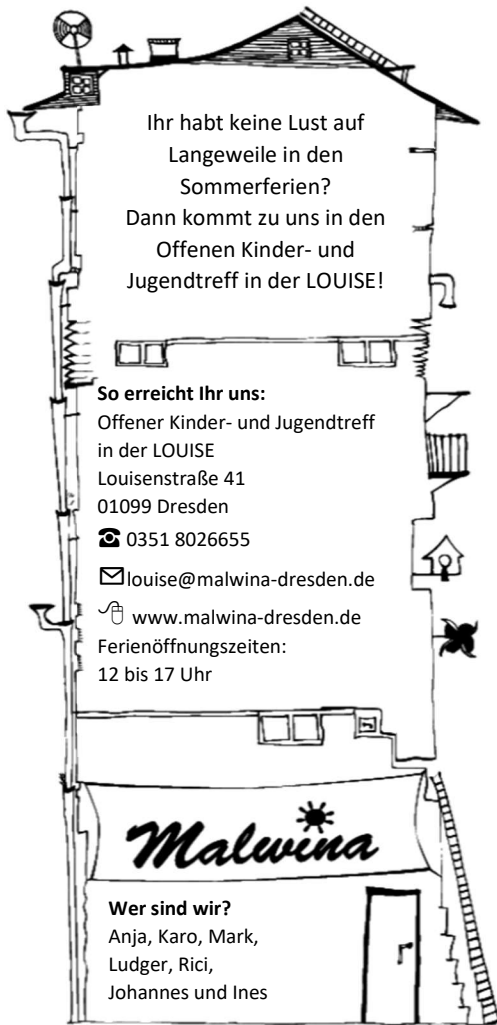 Ihr habt keine Lust auf
Langeweile in den
Sommerferien?
Dann kommt zu uns in den
Offenen Kinder- und
Jugendtreff in der LOUISE!
So erreicht Ihr uns:
Offener Kinder- und Jugendtreff
in der LOUISE
Louisenstraße 41
01099 Dresden
☎ 0351 8026655
louise@malwina-dresden.de
www.malwina-dresden.de
Ferienöffnungszeiten:
12 bis 17 Uhr
Malwina
Wer sind wir?
Anja, Karo, Mark,
Ludger, Rici,
Johannes und Ines